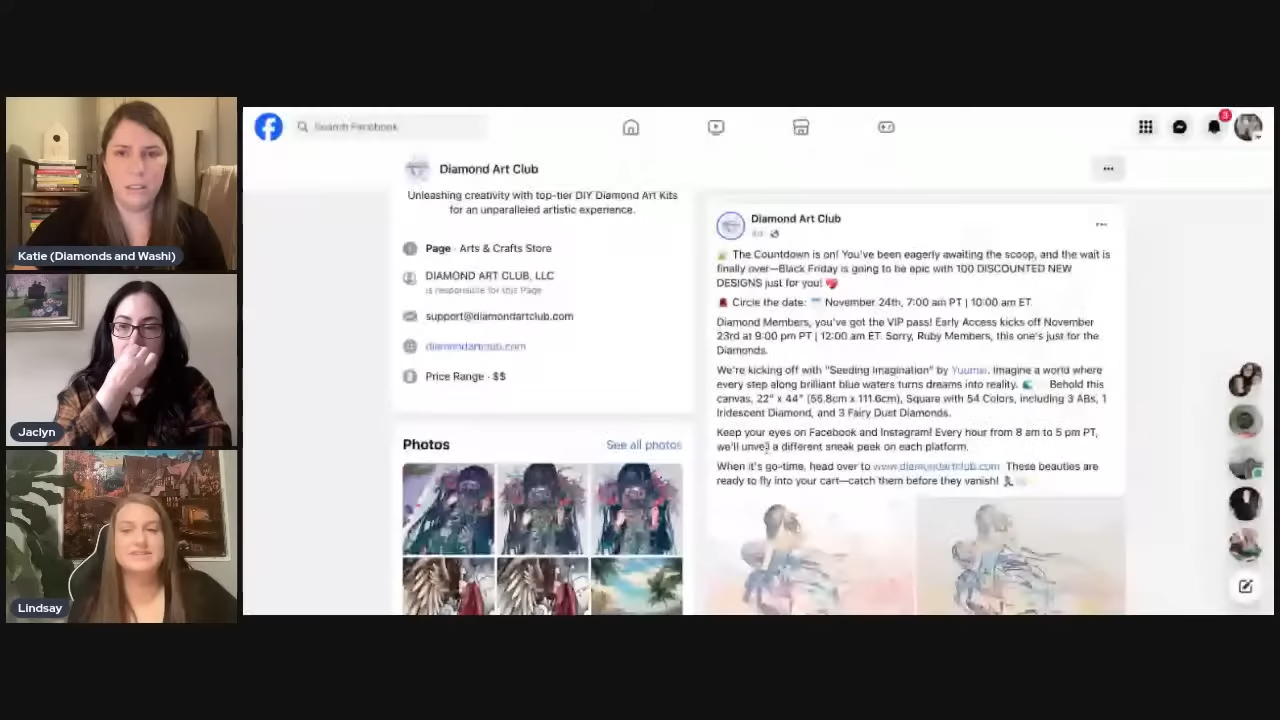 Katie (Diamonds and Washi)
Jaclyn
Lindsay
Search Facebook
3
Diamond Art Club
Unleashing creativity with top-tier DIY Diamond Art Kits
for an unparalleled artistic experience.
Page · Arts & Crafts Store
DIAMOND ART CLUB, LLC
is responsible for this Page
support@diamondartclub.com
diamondartclub.com
Price Range · $$
Photos
See all photos
Diamond Art Club
The Countdown is on! You've been eagerly awaiting the scoop, and the wait is
finally over—Black Friday is going to be epic with 100 DISCOUNTED NEW
DESIGNS just for you!
Circle the date: November 24th, 7:00 am PT | 10:00 am ET.
Diamond Members, you've got the VIP pass! Early Access kicks off November
23rd at 9:00 pm PT | 12:00 am ET. Sorry, Ruby Members, this one's just for the
Diamonds.
We're kicking off with "Seeding Imagination" by Yuumei. Imagine a world where
every step along brilliant blue waters turns dreams into reality. Behold this
canvas, 22" x 44" (55.8cm x 111.6cm), Square with 54 Colors, including 3 ABs, 1
Iridescent Diamond, and 3 Fairy Dust Diamonds.
Keep your eyes on Facebook and Instagram! Every hour from 8 am to 5 pm PT,
we'll unveil a different sneak peek on each platform.
When it's go-time, head over to www.diamondartclub.com These beauties are
ready to fly into your cart—catch them before they vanish!